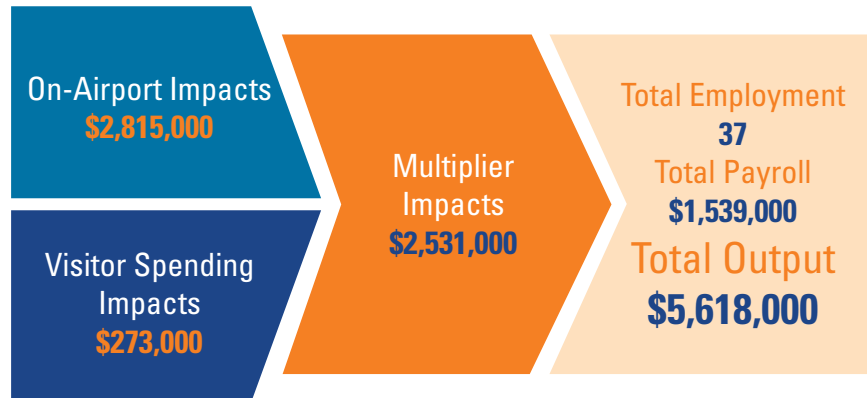 On-Airport Impacts
$2,815,000
Visitor Spending
Impacts
$273,000
Multiplier
Impacts
$2,531,000
Total Employment
37
Total Payroll
$1,539,000
Total Output
$5,618,000